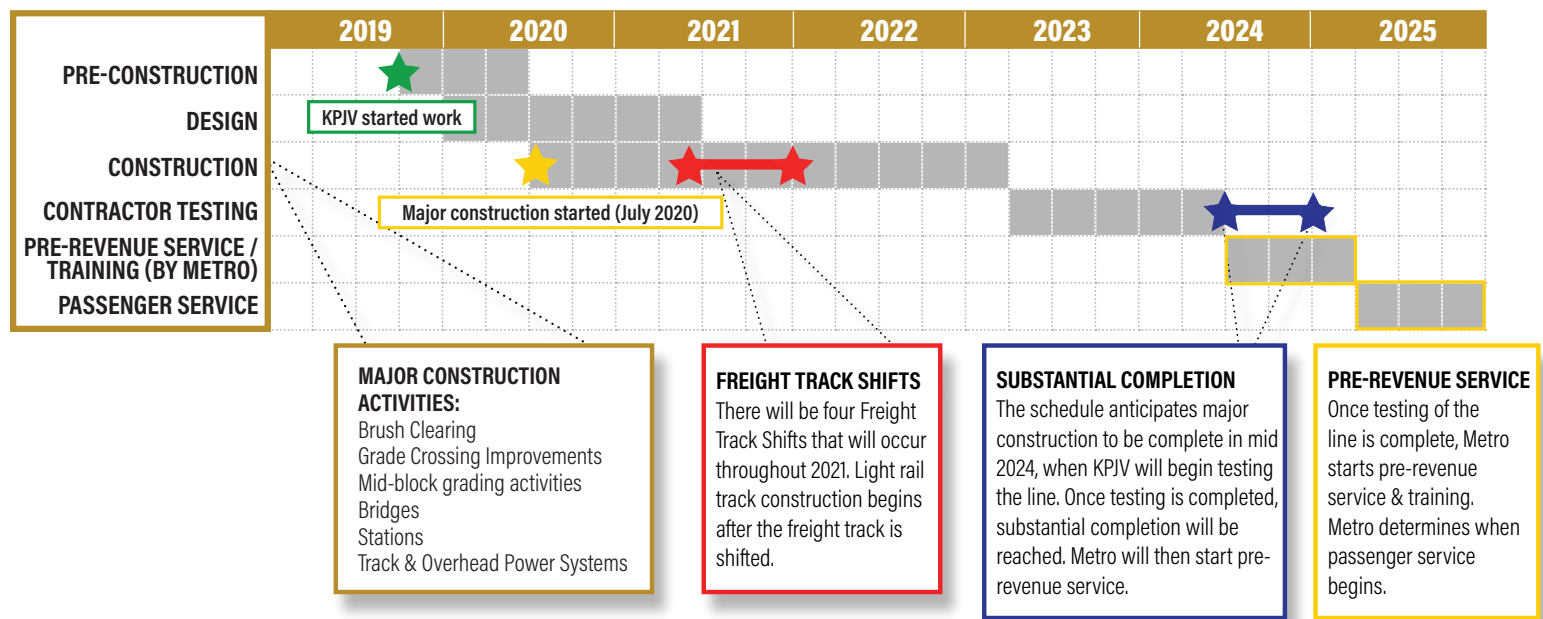 2019 2020 2021 2022 2023 2024 2025
PRE-CONSTRUCTION
KPJV started work
DESIGN
CONSTRUCTION
CONTRACTOR TESTING
Major construction started (July 2020)
PRE-REVENUE SERVICE /
TRAINING (BY METRO)
PASSENGER SERVICE
MAJOR CONSTRUCTION
ACTIVITIES:
Brush Clearing
Grade Crossing Improvements
Mid-block grading activities
Bridges
Stations
Track & Overhead Power Systems
FREIGHT TRACK SHIFTS
There will be four Freight
Track Shifts that will occur
throughout 2021. Light rail
track construction begins
after the freight track is
shifted.
SUBSTANTIAL COMPLETION
The schedule anticipates major
construction to be complete in mid
2024, when KPJV will begin testing
the line. Once testing is completed,
substantial completion will be
reached. Metro will then start pre-
revenue service.
PRE-REVENUE SERVICE
Once testing of the
line is complete, Metro
starts pre-revenue
service & training.
Metro determines when
passenger service
begins.